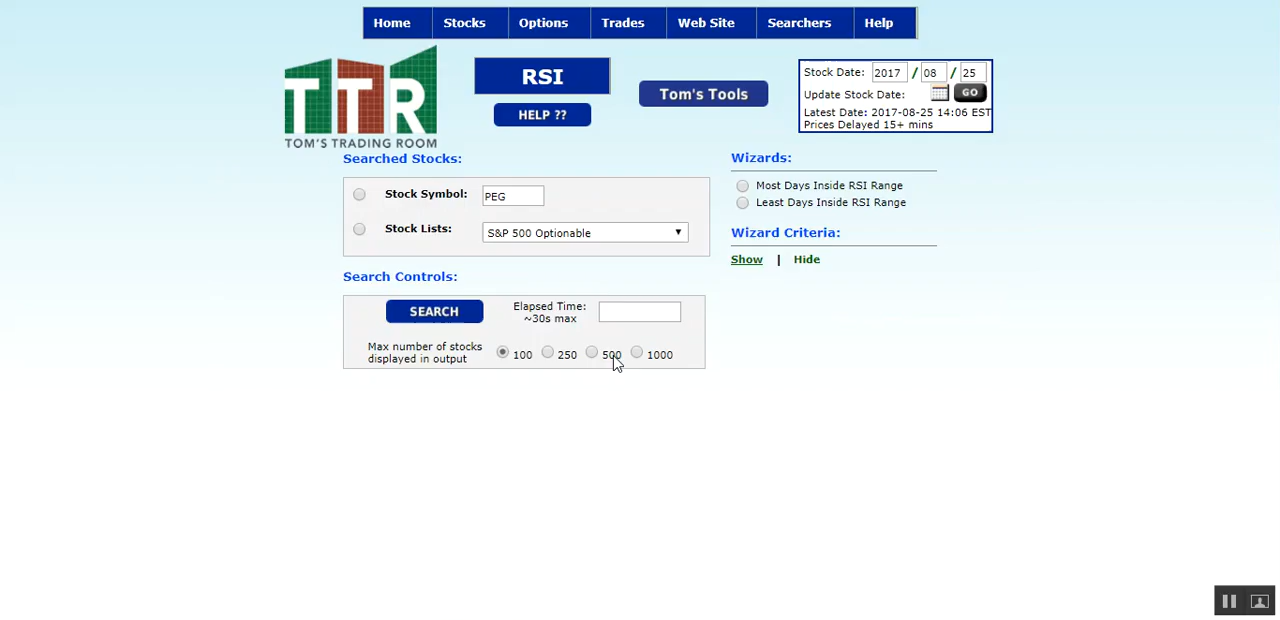 Home Stocks Options Trades Web Site Searchers Help
TTR
TOM'S TRADING ROOM
RSI
HELP ??
Tom's Tools
Stock Date: 2017 / 08 / 25
Update Stock Date: GO
Latest Date: 2017-08-25 14:06 EST
Prices Delayed 15+ mins
Searched Stocks:
Stock Symbol: PEG
Stock Lists: S&P 500 Optionable
Search Controls:
SEARCH
Elapsed Time:
~30s max
Max number of stocks
displayed in output
100 250 500 1000
Wizards:
Most Days Inside RSI Range
Least Days Inside RSI Range
Wizard Criteria:
Show | Hide